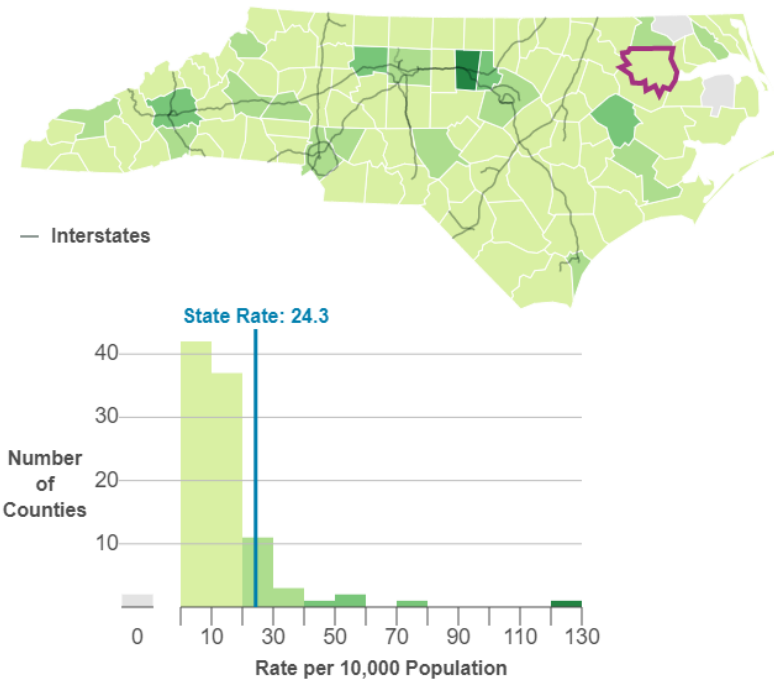 — Interstates
State Rate: 24.3
40
30
20
10
Number
of
Counties
0 10 30 50 70 90 110 130
Rate per 10,000 Population